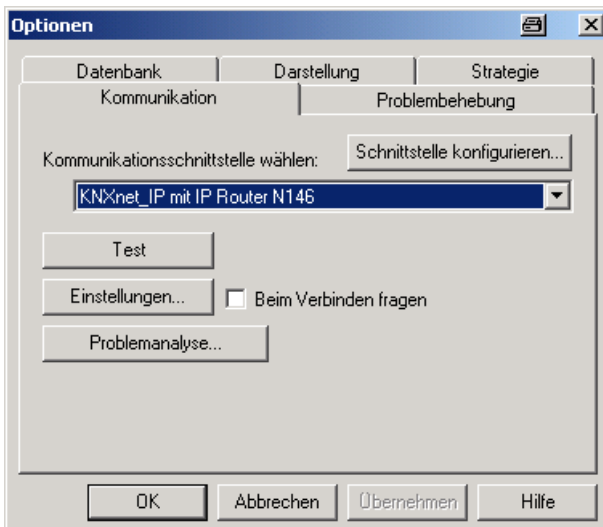 Optionen
Datenbank
Darstellung
Strategie
Kommunikation
Problembehebung
Kommunikationsschnittstelle wählen:
Schnittstelle konfigurieren...
KNXnet_IP mit IP Router N146
Test
Einstellungen...
Beim Verbinden fragen
Problemanalyse...
OK
Abbrechen
Übernehmen
Hilfe